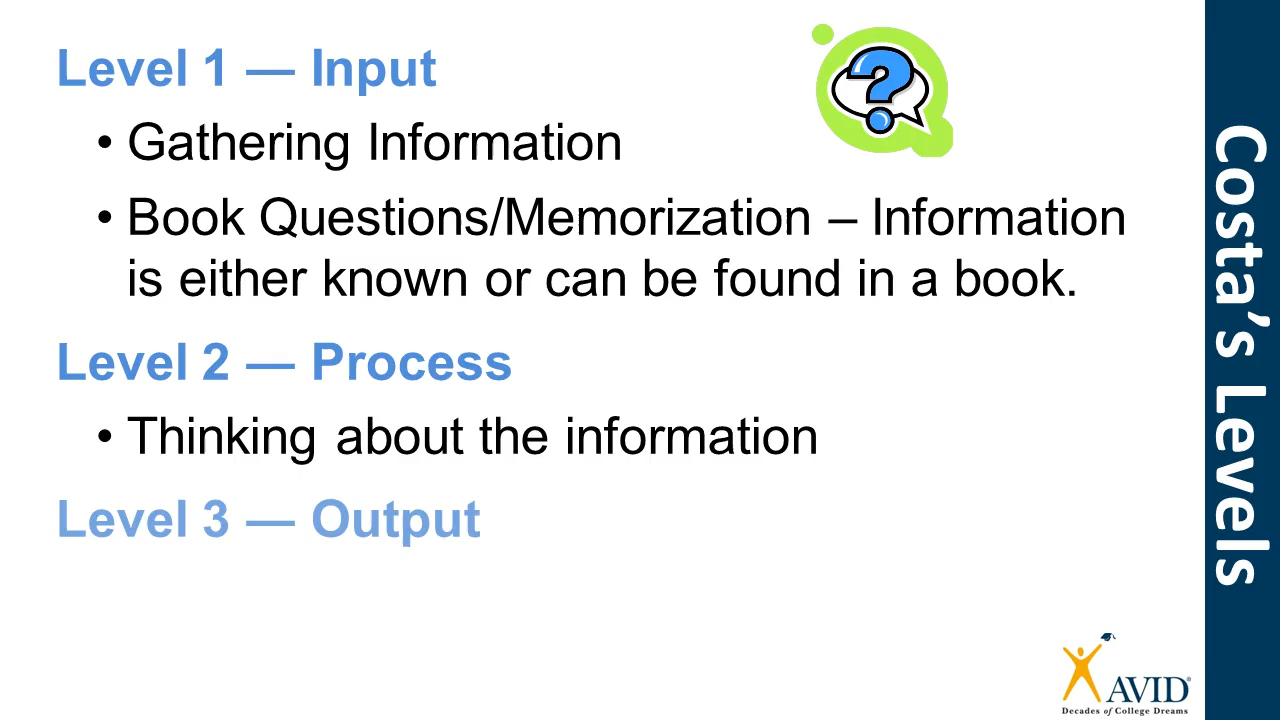 Level 1 — Input
• Gathering Information
• Book Questions/Memorization – Information
is either known or can be found in a book.
Level 2 — Process
• Thinking about the information
Level 3 — Output
Costa's Levels
?
AVID®
Decades of College Dreams